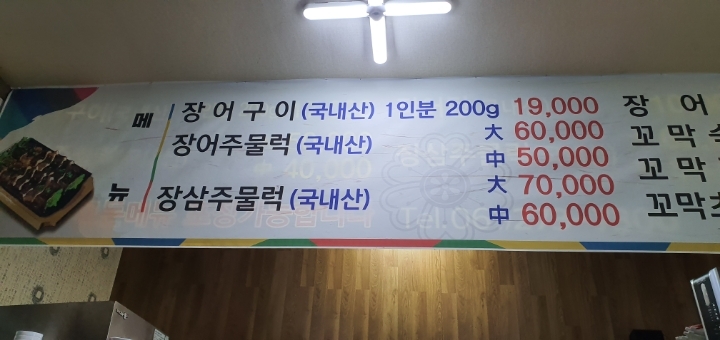 메뉴
장어구이 (국내산) 1인분 200g 19,000
장어주물럭 (국내산) 大 60,000
中 50,000
장삼주물럭 (국내산) 大 70,000
中 60,000
장어
꼬막
꼬막
꼬막